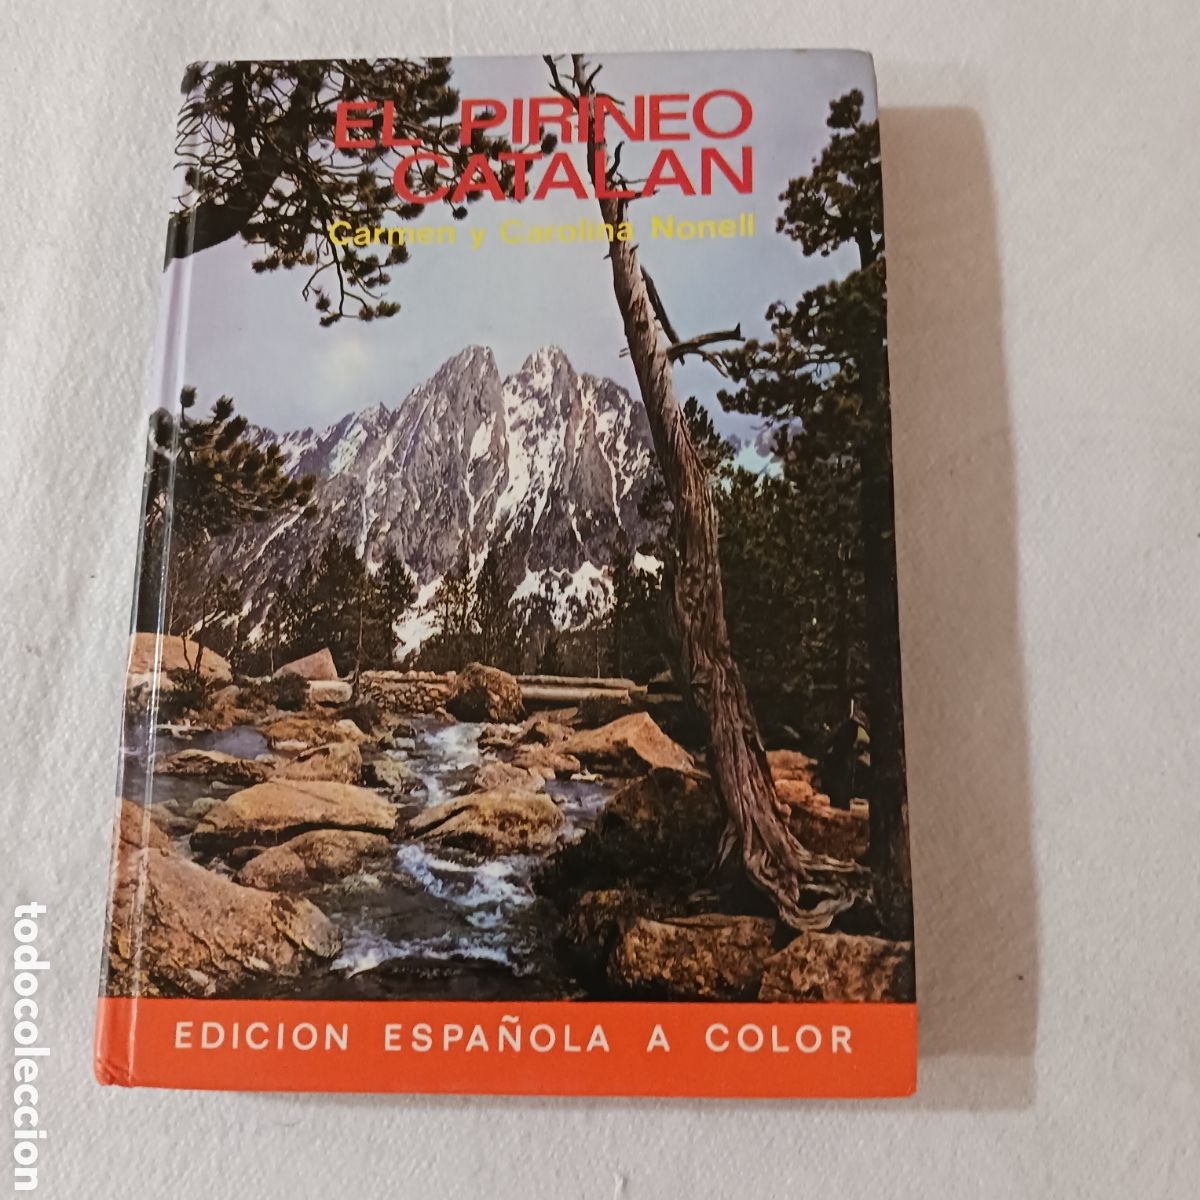 EL PIRINEO
CATALAN
Carmen y Carolina Nonell
EDICION ESPAÑOLA A COLOR
todocoleccion